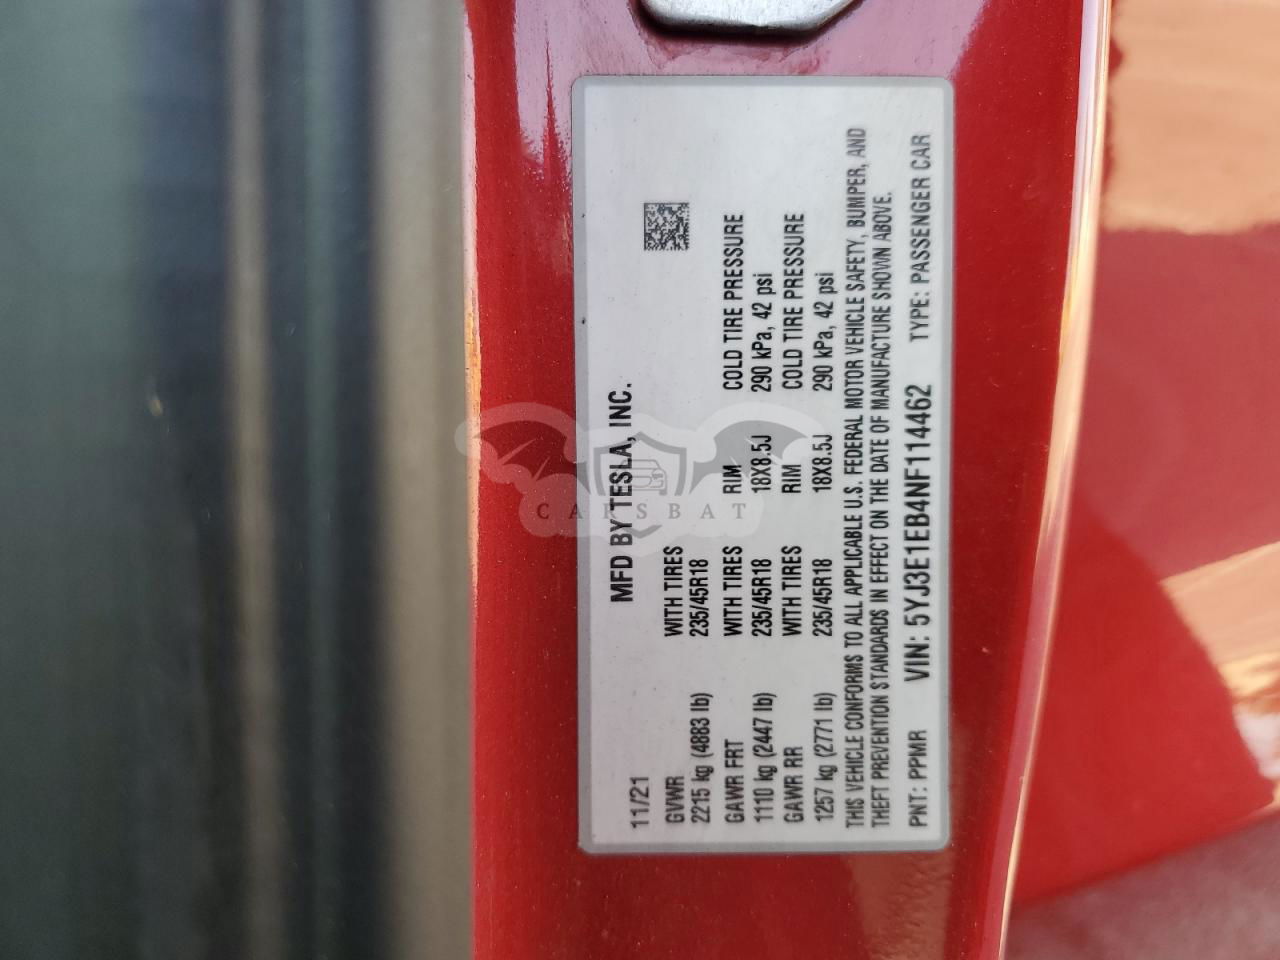 MFD BY TESLA, INC.
11/21
GVWR WITH TIRES
2215 kg (4883 lb) 235/45R18
GAWR FRT WITH TIRES RIM COLD TIRE PRESSURE
1110 kg (2447 lb) 235/45R18 18X8.5J 290 kPa, 42 psi
GAWR RR WITH TIRES RIM COLD TIRE PRESSURE
1257 kg (2771 lb) 235/45R18 18X8.5J 290 kPa, 42 psi
THIS VEHICLE CONFORMS TO ALL APPLICABLE U.S. FEDERAL MOTOR VEHICLE SAFETY, BUMPER, AND
THEFT PREVENTION STANDARDS IN EFFECT ON THE DATE OF MANUFACTURE SHOWN ABOVE.
PNT: PPMR VIN: 5YJ3E1EB4NF114462 TYPE: PASSENGER CAR
CARSBAT